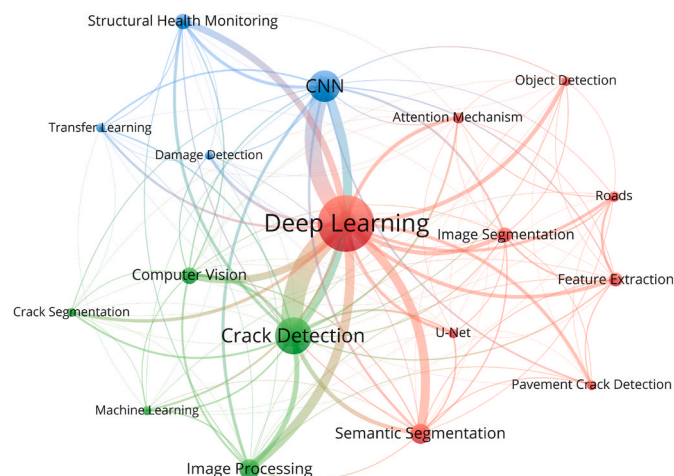 Structural Health Monitoring
CNN
Object Detection
Attention Mechanism
Transfer Learning
Damage Detection
Roads
Deep Learning
Image Segmentation
Computer Vision
Feature Extraction
Crack Segmentation
Crack Detection
U-Net
Pavement Crack Detection
Machine Learning
Semantic Segmentation
Image Processing